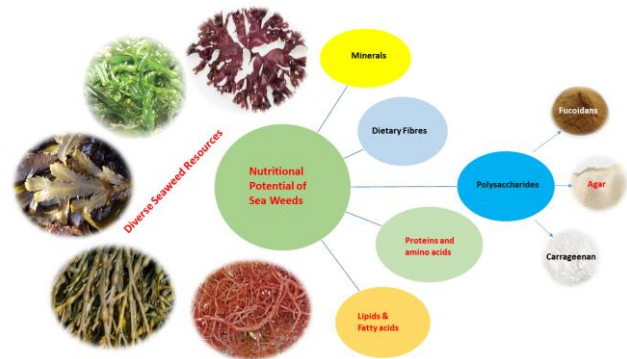 Diverse Seaweed Resources
Nutritional
Potential of
Sea Weeds
Minerals
Dietary Fibres
Polysaccharides
Proteins and
amino acids
Lipids &
Fatty acids
Fucoidans
Agar
Carrageenan